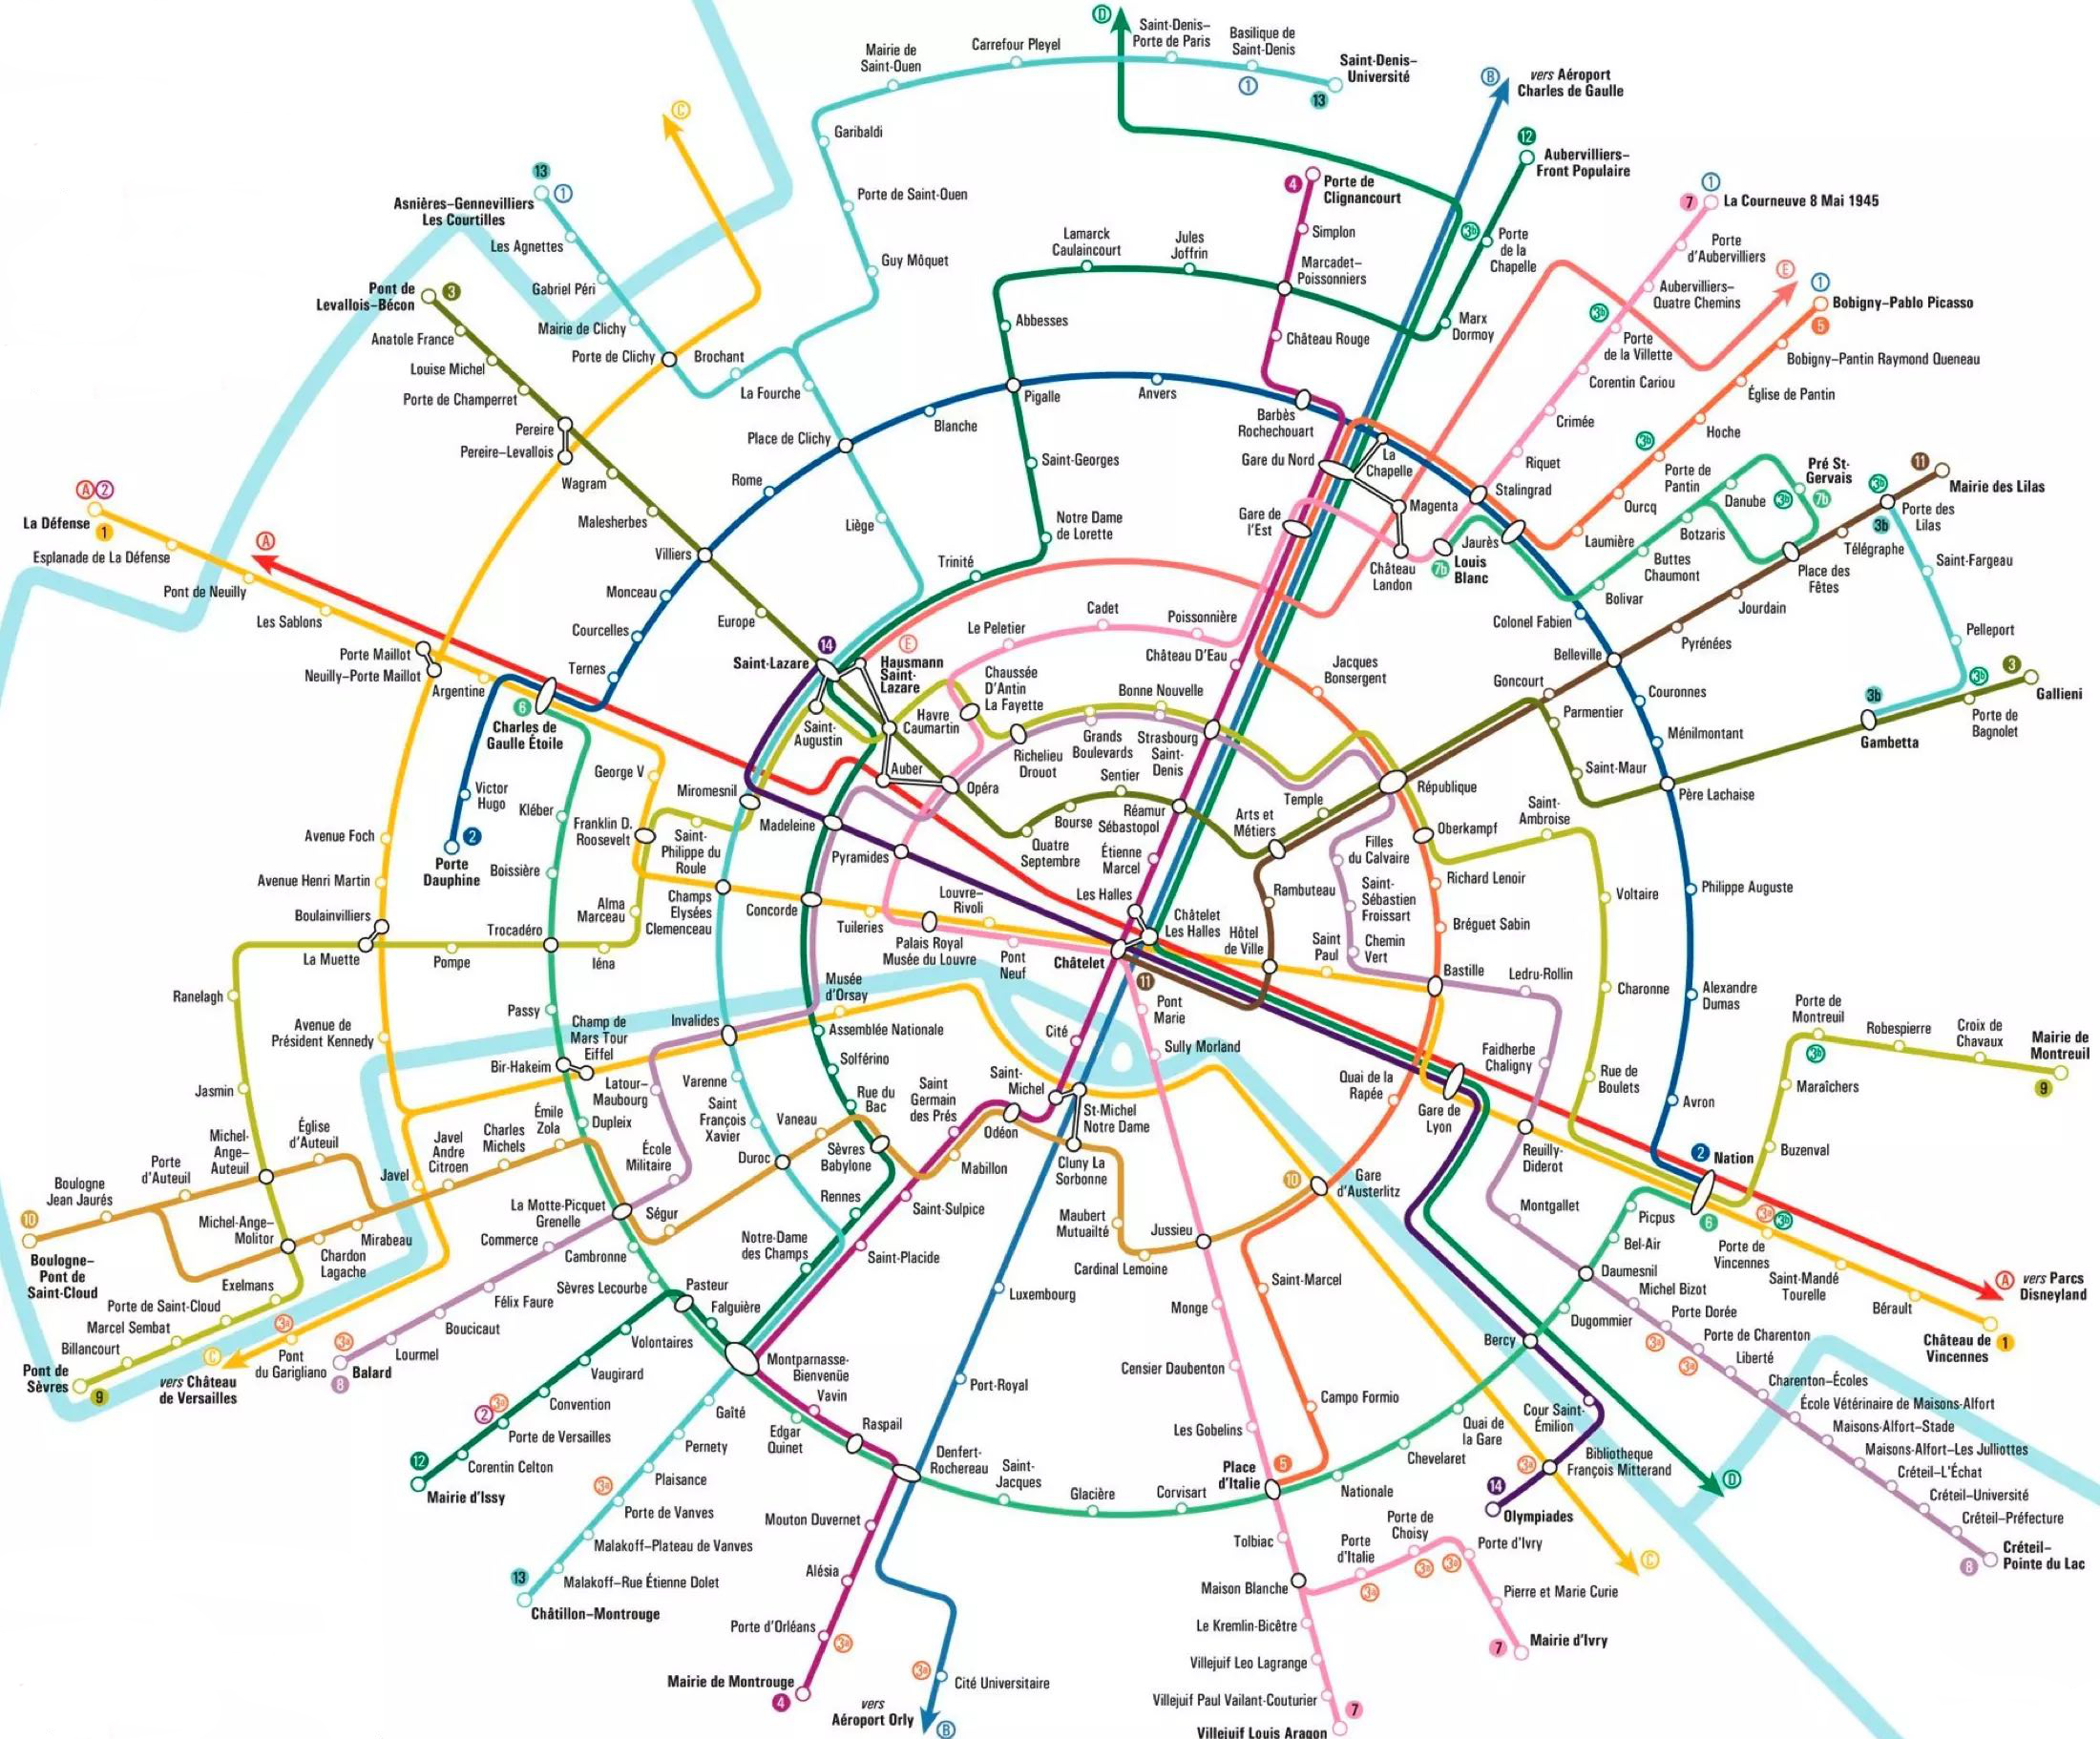 D
Saint-Denis–
Porte de Paris
Basilique de
Saint-Denis
1
Saint-Denis–
Université
13
Carrefour Pleyel
Mairie de
Saint-Ouen
Garibaldi
Porte de Saint-Ouen
Guy Môquet
B
vers Aéroport
Charles de Gaulle
12
Aubervilliers–
Front Populaire
3b
Porte
de la
Chapelle
Marx
Dormoy
4
Porte de
Clignancourt
Simplon
Marcadet–
Poissonniers
Château Rouge
Lamarck
Caulaincourt
Jules
Joffrin
Abbesses
Pigalle
Anvers
Barbès
Rochechouart
La
Chapelle
Gare du Nord
Magenta
Gare de
l'Est
Château
Landon
Stalingrad
Jaurès
Louis
Blanc
7b
1
7
La Courneuve 8 Mai 1945
Porte
d'Aubervilliers
Aubervilliers–
Quatre Chemins
3b
Porte
de la Villette
Corentin Cariou
Crimée
Riquet
E
1
Bobigny–Pablo Picasso
5
Bobigny–Pantin Raymond Queneau
Église de Pantin
Hoche
3b
Porte de
Pantin
Ourcq
Laumière
Danube
3b
Pré St-
Gervais
7b
Botzaris
Buttes
Chaumont
Bolivar
Place des
Fêtes
11
Mairie des Lilas
3b
Porte des
Lilas
3b
Télégraphe
Jourdain
Pyrénées
Belleville
Goncourt
Saint-Fargeau
Pelleport
3b
3
Gallieni
Porte de
Bagnolet
3b
Gambetta
Colonel Fabien
Couronnes
Ménilmontant
Père Lachaise
Parmentier
Saint-Maur
Philippe Auguste
Alexandre
Dumas
Avron
C
13
1
Asnières–Gennevilliers
Les Courtilles
Les Agnettes
Gabriel Péri
Mairie de Clichy
Porte de Clichy
Brochant
La Fourche
Place de Clichy
Blanche
Rome
Liège
Villiers
Monceau
Courcelles
Ternes
Pont de
Levallois–Bécon
3
Anatole France
Louise Michel
Porte de Champerret
Pereire
Pereire–Levallois
Wagram
Malesherbes
Europe
Saint-Georges
Notre Dame
de Lorette
Trinité
A
2
La Défense
1
Esplanade de La Défense
A
Pont de Neuilly
Les Sablons
Porte Maillot
Neuilly–Porte Maillot
Argentine
6
Charles de
Gaulle Étoile
Victor
Hugo
2
Porte
Dauphine
Kléber
Boissière
Trocadéro
Passy
14
Saint-Lazare
E
Hausmann
Saint-
Lazare
Saint-
Augustin
Havre
Caumartin
Auber
Opéra
Chaussée
D'Antin
La Fayette
Le Peletier
Cadet
Poissonnière
Château D'Eau
Jacques
Bonsergent
Richelieu
Drouot
Grands
Boulevards
Bonne Nouvelle
Strasbourg
Saint-
Denis
Sentier
Bourse
Quatre
Septembre
Réamur
Sébastopol
Étienne
Marcel
Les Halles
Châtelet
Les Halles
Châtelet
11
Arts et
Métiers
Temple
République
Oberkampf
Rambuteau
Hôtel
de Ville
Filles
du Calvaire
Saint-
Sébastien
Froissart
Chemin
Vert
Richard Lenoir
Bréguet Sabin
Bastille
Saint
Paul
Saint-
Ambroise
Voltaire
Charonne
Rue de
Boulets
Ledru-Rollin
Faidherbe
Chaligny
Reuilly-
Diderot
Montgallet
George V
Franklin D.
Roosevelt
Miromesnil
Saint-
Philippe du
Roule
Alma
Marceau
Iéna
Champs
Elysées
Clemenceau
Madeleine
Concorde
Pyramides
Tuileries
Louvre–
Rivoli
Palais Royal
Musée du Louvre
Pont
Neuf
Pont
Marie
Sully Morland
Cité
Avenue Foch
Avenue Henri Martin
Boulainvilliers
La Muette
Pompe
Ranelagh
Avenue de
Président Kennedy
Jasmin
Michel-
Ange–
Auteuil
Église
d'Auteuil
Porte
d'Auteuil
Boulogne
Jean Jaurés
10
Boulogne–
Pont de
Saint-Cloud
Michel-Ange–
Molitor
Chardon
Lagache
Mirabeau
Javel
Javel
Andre
Citroen
Charles
Michels
Émile
Zola
Dupleix
Champ de
Mars Tour
Eiffel
Bir-Hakeim
Latour–
Maubourg
École
Militaire
Invalides
Varenne
Saint
François
Xavier
Duroc
Vaneau
Musée
d'Orsay
Assemblée Nationale
Solférino
Rue du
Bac
Sèvres
Babylone
Saint
Germain
des Prés
Saint-
Michel
St-Michel
Notre Dame
Odéon
Cluny La
Sorbonne
Mabillon
Saint-Sulpice
Rennes
Notre-Dame
des Champs
Saint-Placide
Maubert
Mutuailté
Cardinal Lemoine
Jussieu
Luxembourg
Port-Royal
La Motte-Picquet
Grenelle
Ségur
Cambronne
Sèvres Lecourbe
Pasteur
Falguière
Montparnasse-
Bienvenüe
Vavin
Edgar
Quinet
Raspail
Denfert-
Rochereau
Saint-
Jacques
Glacière
Corvisart
Exelmans
Porte de Saint-Cloud
Marcel Sembat
Billancourt
Pont de
Sèvres
9
C
vers Château
de Versailles
3a
Pont
du Garigliano
3a
8
Balard
Lourmel
Boucicaut
Félix Faure
Commerce
Volontaires
Vaugirard
Convention
2
3a
Porte de Versailles
Corentin Celton
12
Mairie d'Issy
Gaîté
Pernety
Plaisance
3a
Porte de Vanves
Malakoff–Plateau de Vanves
Malakoff–Rue Étienne Dolet
13
Châtillon–Montrouge
Mouton Duvernet
Alésia
Porte d'Orléans
3a
Mairie de Montrouge
4
3a
Cité Universitaire
vers
Aéroport Orly
B
Monge
Censier Daubenton
Les Gobelins
Place
d'Italie
5
Tolbiac
Maison Blanche
Le Kremlin-Bicêtre
Villejuif Leo Lagrange
Villejuif Paul Vailant-Couturier
7
Villejuif Louis Aragon
Porte
d'Italie
3a
Porte de
Choisy
3a
3a
Porte d'Ivry
Pierre et Marie Curie
7
Mairie d'Ivry
Quai de la
Rapée
Gare de
Lyon
10
Gare
d'Austerlitz
Saint-Marcel
Campo Formio
Nationale
Chevelaret
Quai de
la Gare
Bercy
Cour Saint-
Émilion
3a
Bibliotheque
François Mitterand
14
Olympiades
C
D
2
Nation
6
3a
3b
Picpus
Bel-Air
Daumesnil
Dugommier
Michel Bizot
Porte Dorée
3a
Porte de Charenton
3a
Liberté
Charenton–Écoles
École Vétérinaire de Maisons-Alfort
Maisons-Alfort–Stade
Maisons-Alfort–Les Julliottes
Créteil–L'Échat
Créteil–Université
Créteil–Préfecture
8
Créteil–
Pointe du Lac
Porte de
Vincennes
Saint-Mandé
Tourelle
Bérault
Château de
Vincennes
1
A
vers Parcs
Disneyland
Porte de
Montreuil
3b
Robespierre
Croix de
Chavaux
Mairie de
Montreuil
9
Maraîchers
Buzenval